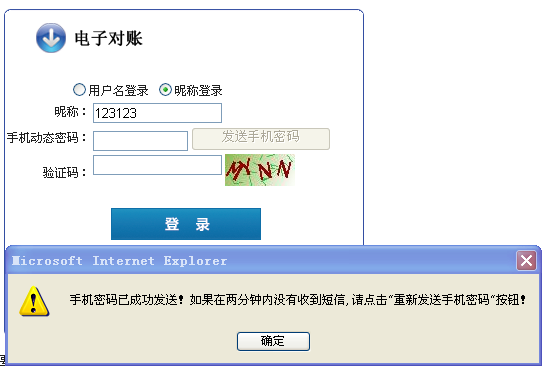 电子对账
用户名登录 昵称登录
昵称： 123123
手机动态密码： 发送手机密码
验证码： MYNN
登 录
Microsoft Internet Explorer
手机密码已成功发送！如果在两分钟内没有收到短信,请点击“重新发送手机密码”按钮！
确定